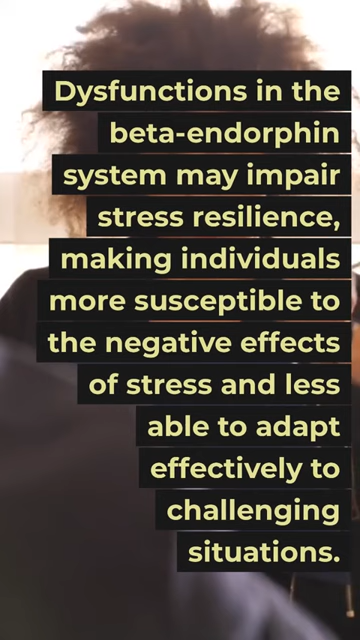 Dysfunctions in the
beta-endorphin
system may impair
stress resilience,
making individuals
more susceptible to
the negative effects
of stress and less
able to adapt
effectively to
challenging
situations.